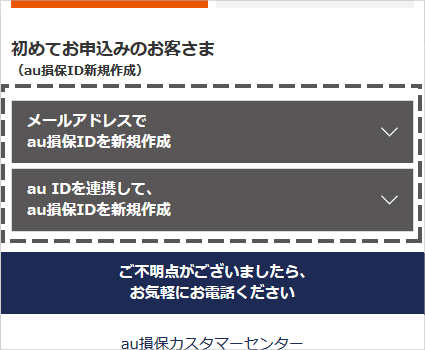 初めてお申込みのお客さま
（au損保ID新規作成）
メールアドレスで
au損保IDを新規作成
au IDを連携して、
au損保IDを新規作成
ご不明点がございましたら、
お気軽にお電話ください
au損保カスタマーセンター